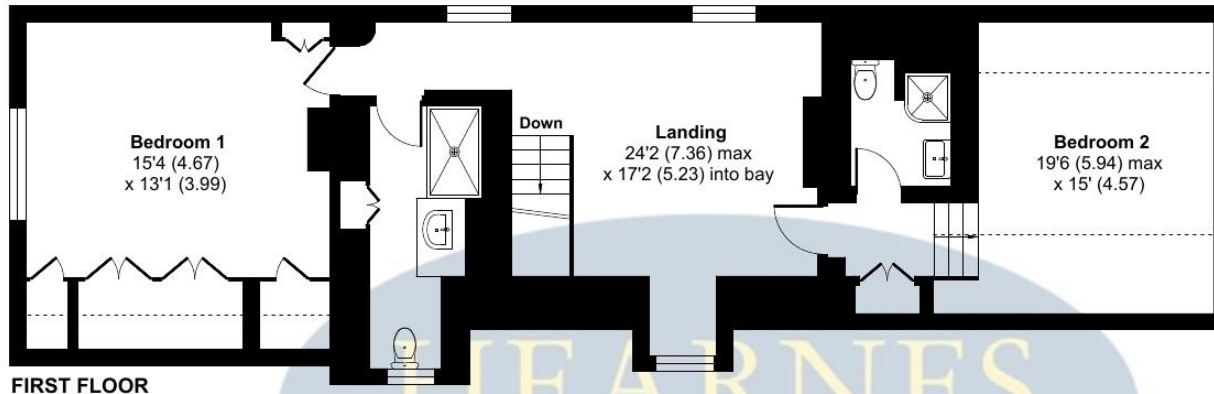 Bedroom 1
15'4 (4.67)
x 13'1 (3.99)
Down
Landing
24'2 (7.36) max
x 17'2 (5.23) into bay
Bedroom 2
19'6 (5.94) max
x 15' (4.57)
FIRST FLOOR
HEARNES